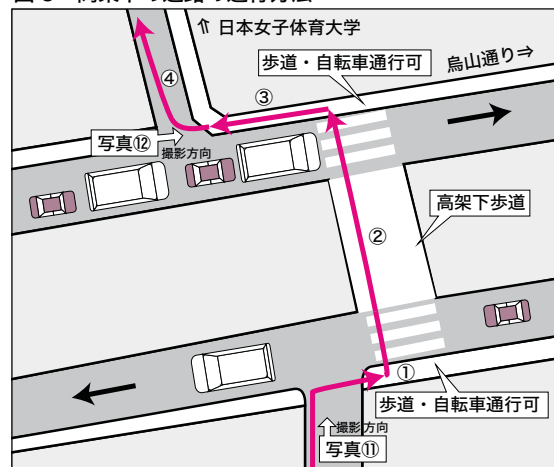 ⇑ 日本女子体育大学
歩道・自転車通行可
烏山通り⇒
④
③
写真⑫
撮影方向
高架下歩道
②
①
歩道・自転車通行可
撮影方向
写真⑪